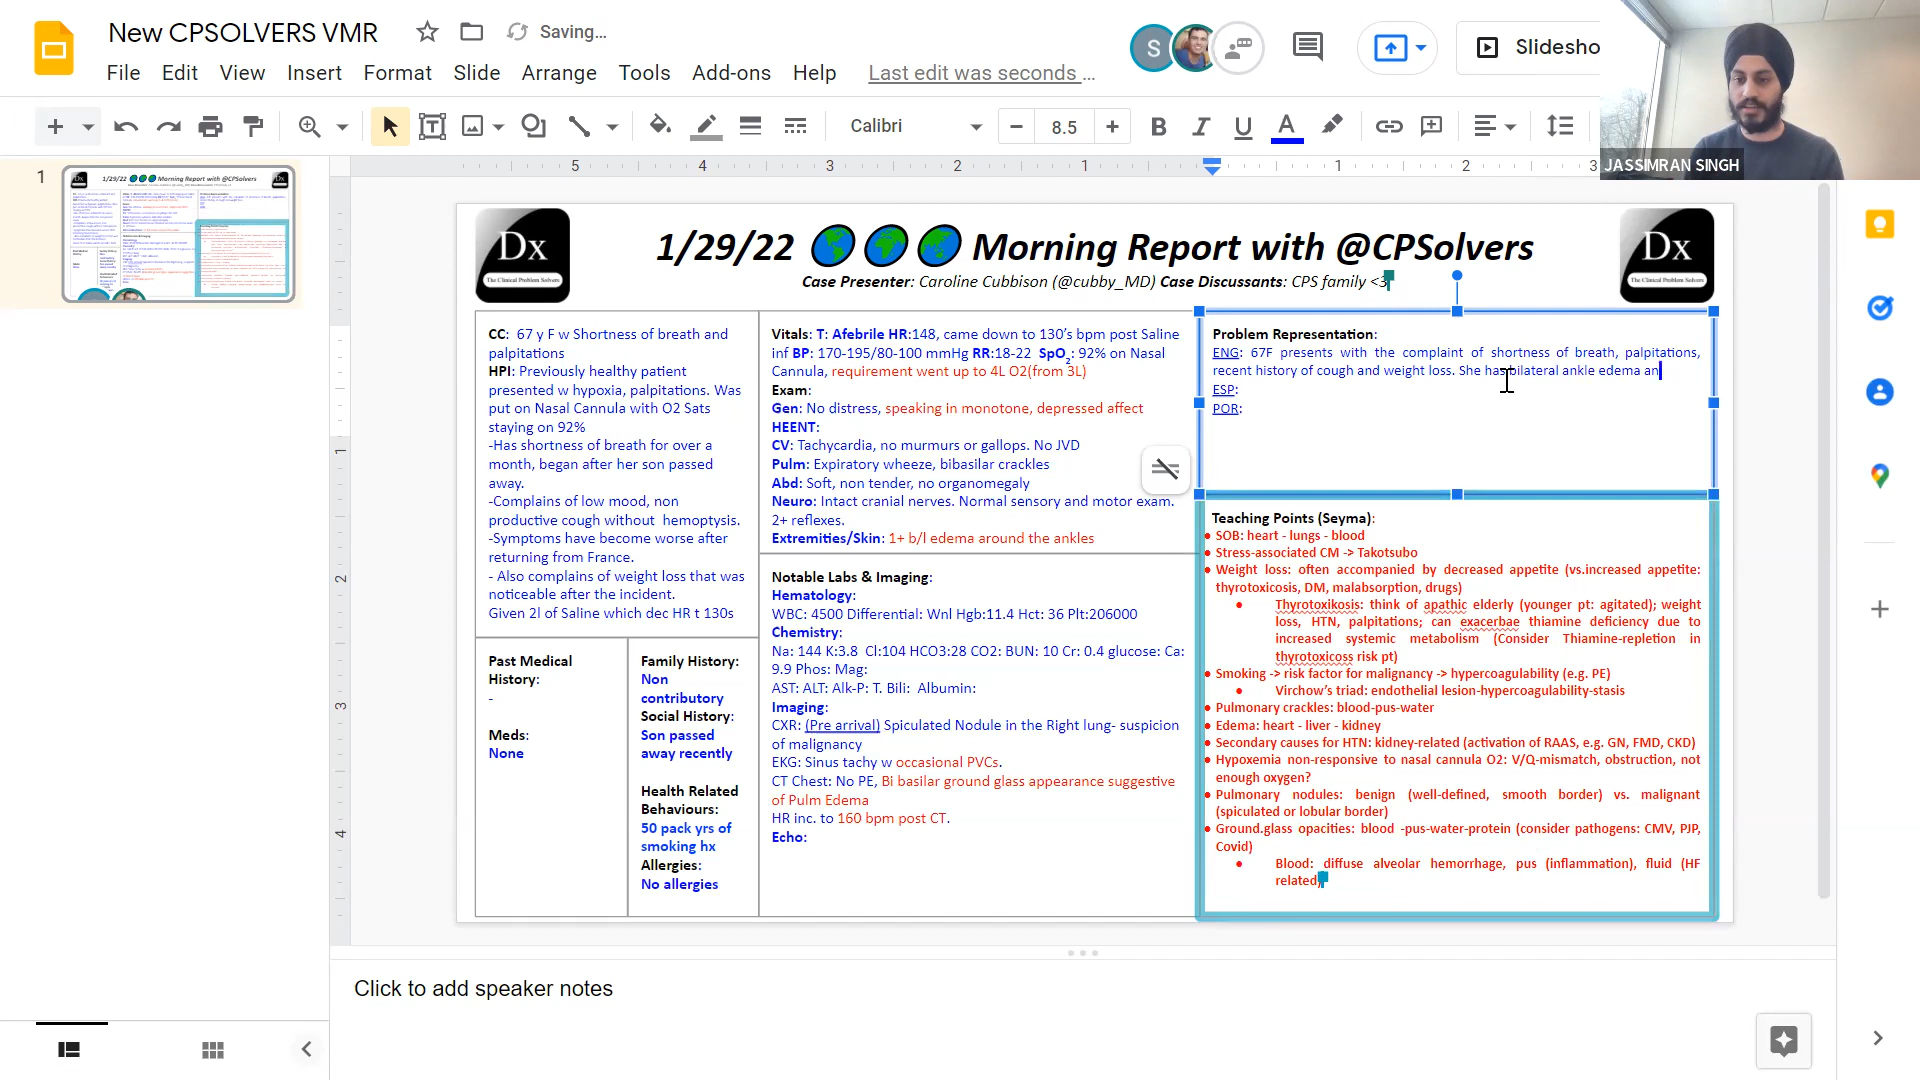 New CPSOLVERS VMR
Saving...
S
Slidesho
File Edit View Insert Format Slide Arrange Tools Add-ons Help Last edit was seconds ...
Calibri
8.5
JASSIMRAN SINGH
5 4 3 2 1 1 2 3
1
1/29/22 Morning Report with @CPSolvers
Case Presenter: Caroline Cubbison (@cubby_MD) Case Discussants: CPS family <3
Dx
The Clinical Problem Solvers
Dx
The Clinical Problem Solvers
CC: 67 y F w Shortness of breath and
palpitations
HPI: Previously healthy patient
presented w hypoxia, palpitations. Was
put on Nasal Cannula with O2 Sats
staying on 92%
-Has shortness of breath for over a
month, began after her son passed
away.
-Complains of low mood, non
productive cough without hemoptysis.
-Symptoms have become worse after
returning from France.
- Also complains of weight loss that was
noticeable after the incident.
Given 2l of Saline which dec HR t 130s
Past Medical
History:
-
Meds:
None
Family History:
Non
contributory
Social History:
Son passed
away recently
Health Related
Behaviours:
50 pack yrs of
smoking hx
Allergies:
No allergies
Vitals: T: Afebrile HR:148, came down to 130's bpm post Saline
inf BP: 170-195/80-100 mmHg RR:18-22 SpO2: 92% on Nasal
Cannula, requirement went up to 4L O2(from 3L)
Exam:
Gen: No distress, speaking in monotone, depressed affect
HEENT:
CV: Tachycardia, no murmurs or gallops. No JVD
Pulm: Expiratory wheeze, bibasilar crackles
Abd: Soft, non tender, no organomegaly
Neuro: Intact cranial nerves. Normal sensory and motor exam.
2+ reflexes.
Extremities/Skin: 1+ b/l edema around the ankles
Notable Labs & Imaging:
Hematology:
WBC: 4500 Differential: Wnl Hgb:11.4 Hct: 36 Plt:206000
Chemistry:
Na: 144 K:3.8 Cl:104 HCO3:28 CO2: BUN: 10 Cr: 0.4 glucose: Ca:
9.9 Phos: Mag:
AST: ALT: Alk-P: T. Bili: Albumin:
Imaging:
CXR: (Pre arrival) Spiculated Nodule in the Right lung- suspicion
of malignancy
EKG: Sinus tachy w occasional PVCs.
CT Chest: No PE, Bi basilar ground glass appearance suggestive
of Pulm Edema
HR inc. to 160 bpm post CT.
Echo:
Problem Representation:
ENG: 67F presents with the complaint of shortness of breath, palpitations,
recent history of cough and weight loss. She has bilateral ankle edema an
ESP:
POR:
Teaching Points (Seyma):
• SOB: heart - lungs - blood
• Stress-associated CM -> Takotsubo
• Weight loss: often accompanied by decreased appetite (vs.increased appetite:
thyrotoxicosis, DM, malabsorption, drugs)
• Thyrotoxikosis: think of apathic elderly (younger pt: agitated); weight
loss, HTN, palpitations; can exacerbae thiamine deficiency due to
increased systemic metabolism (Consider Thiamine-repletion in
thyrotoxicoss risk pt)
• Smoking -> risk factor for malignancy -> hypercoagulability (e.g. PE)
• Virchow's triad: endothelial lesion-hypercoagulability-stasis
• Pulmonary crackles: blood-pus-water
• Edema: heart - liver - kidney
• Secondary causes for HTN: kidney-related (activation of RAAS, e.g. GN, FMD, CKD)
• Hypoxemia non-responsive to nasal cannula O2: V/Q-mismatch, obstruction, not
enough oxygen?
• Pulmonary nodules: benign (well-defined, smooth border) vs. malignant
(spiculated or lobular border)
• Ground.glass opacities: blood -pus-water-protein (consider pathogens: CMV, PJP,
Covid)
• Blood: diffuse alveolar hemorrhage, pus (inflammation), fluid (HF
related)
1
2
3
4
Click to add speaker notes